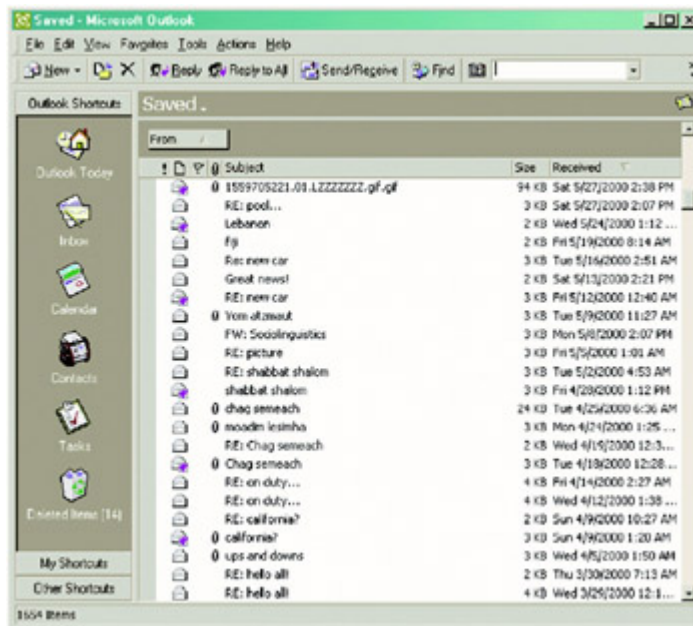 Saved - Microsoft Outlook
File Edit View Favorites Tools Actions Help
New Reply Reply to All Send/Receive Find
Outlook Shortcuts
Saved .
From
Outlook Today
! Subject Size Received
1559705221.01.LZZZZZZZ.gif.gif 94 KB Sat 5/27/2000 2:38 PM
RE: pool... 3 KB Sat 5/27/2000 2:07 PM
Lebanon 2 KB Wed 5/24/2000 1:12 ...
Inbox
Fiji 2 KB Fri 5/19/2000 8:14 AM
Re: new car 3 KB Tue 5/16/2000 2:51 AM
Great news! 2 KB Sat 5/13/2000 2:21 PM
Calendar
RE: new car 3 KB Fri 5/12/2000 12:40 AM
Yom atzmaut 3 KB Tue 5/9/2000 11:27 AM
FW: Sociolinguistics 3 KB Mon 5/8/2000 2:07 PM
RE: picture 3 KB Fri 5/5/2000 1:01 AM
Contacts
RE: shabbat shalom 3 KB Tue 5/2/2000 4:53 AM
shabbat shalom 3 KB Fri 4/28/2000 1:12 PM
chag semeach 24 KB Tue 4/25/2000 6:36 AM
Tasks
moadim lesimha 3 KB Mon 4/24/2000 1:25 ...
RE: Chag semeach 2 KB Wed 4/19/2000 12:3...
Chag semeach 3 KB Tue 4/18/2000 12:28...
RE: on duty... 4 KB Fri 4/14/2000 2:27 AM
RE: on duty... 4 KB Wed 4/12/2000 1:38 ...
Deleted Items (14)
RE: california? 2 KB Sun 4/9/2000 10:27 AM
california? 3 KB Sun 4/9/2000 1:20 AM
ups and downs 3 KB Wed 4/5/2000 1:50 AM
My Shortcuts
RE: hello all! 2 KB Thu 3/30/2000 7:13 AM
Other Shortcuts
RE: hello all! 4 KB Wed 3/29/2000 12:1...
1654 Items